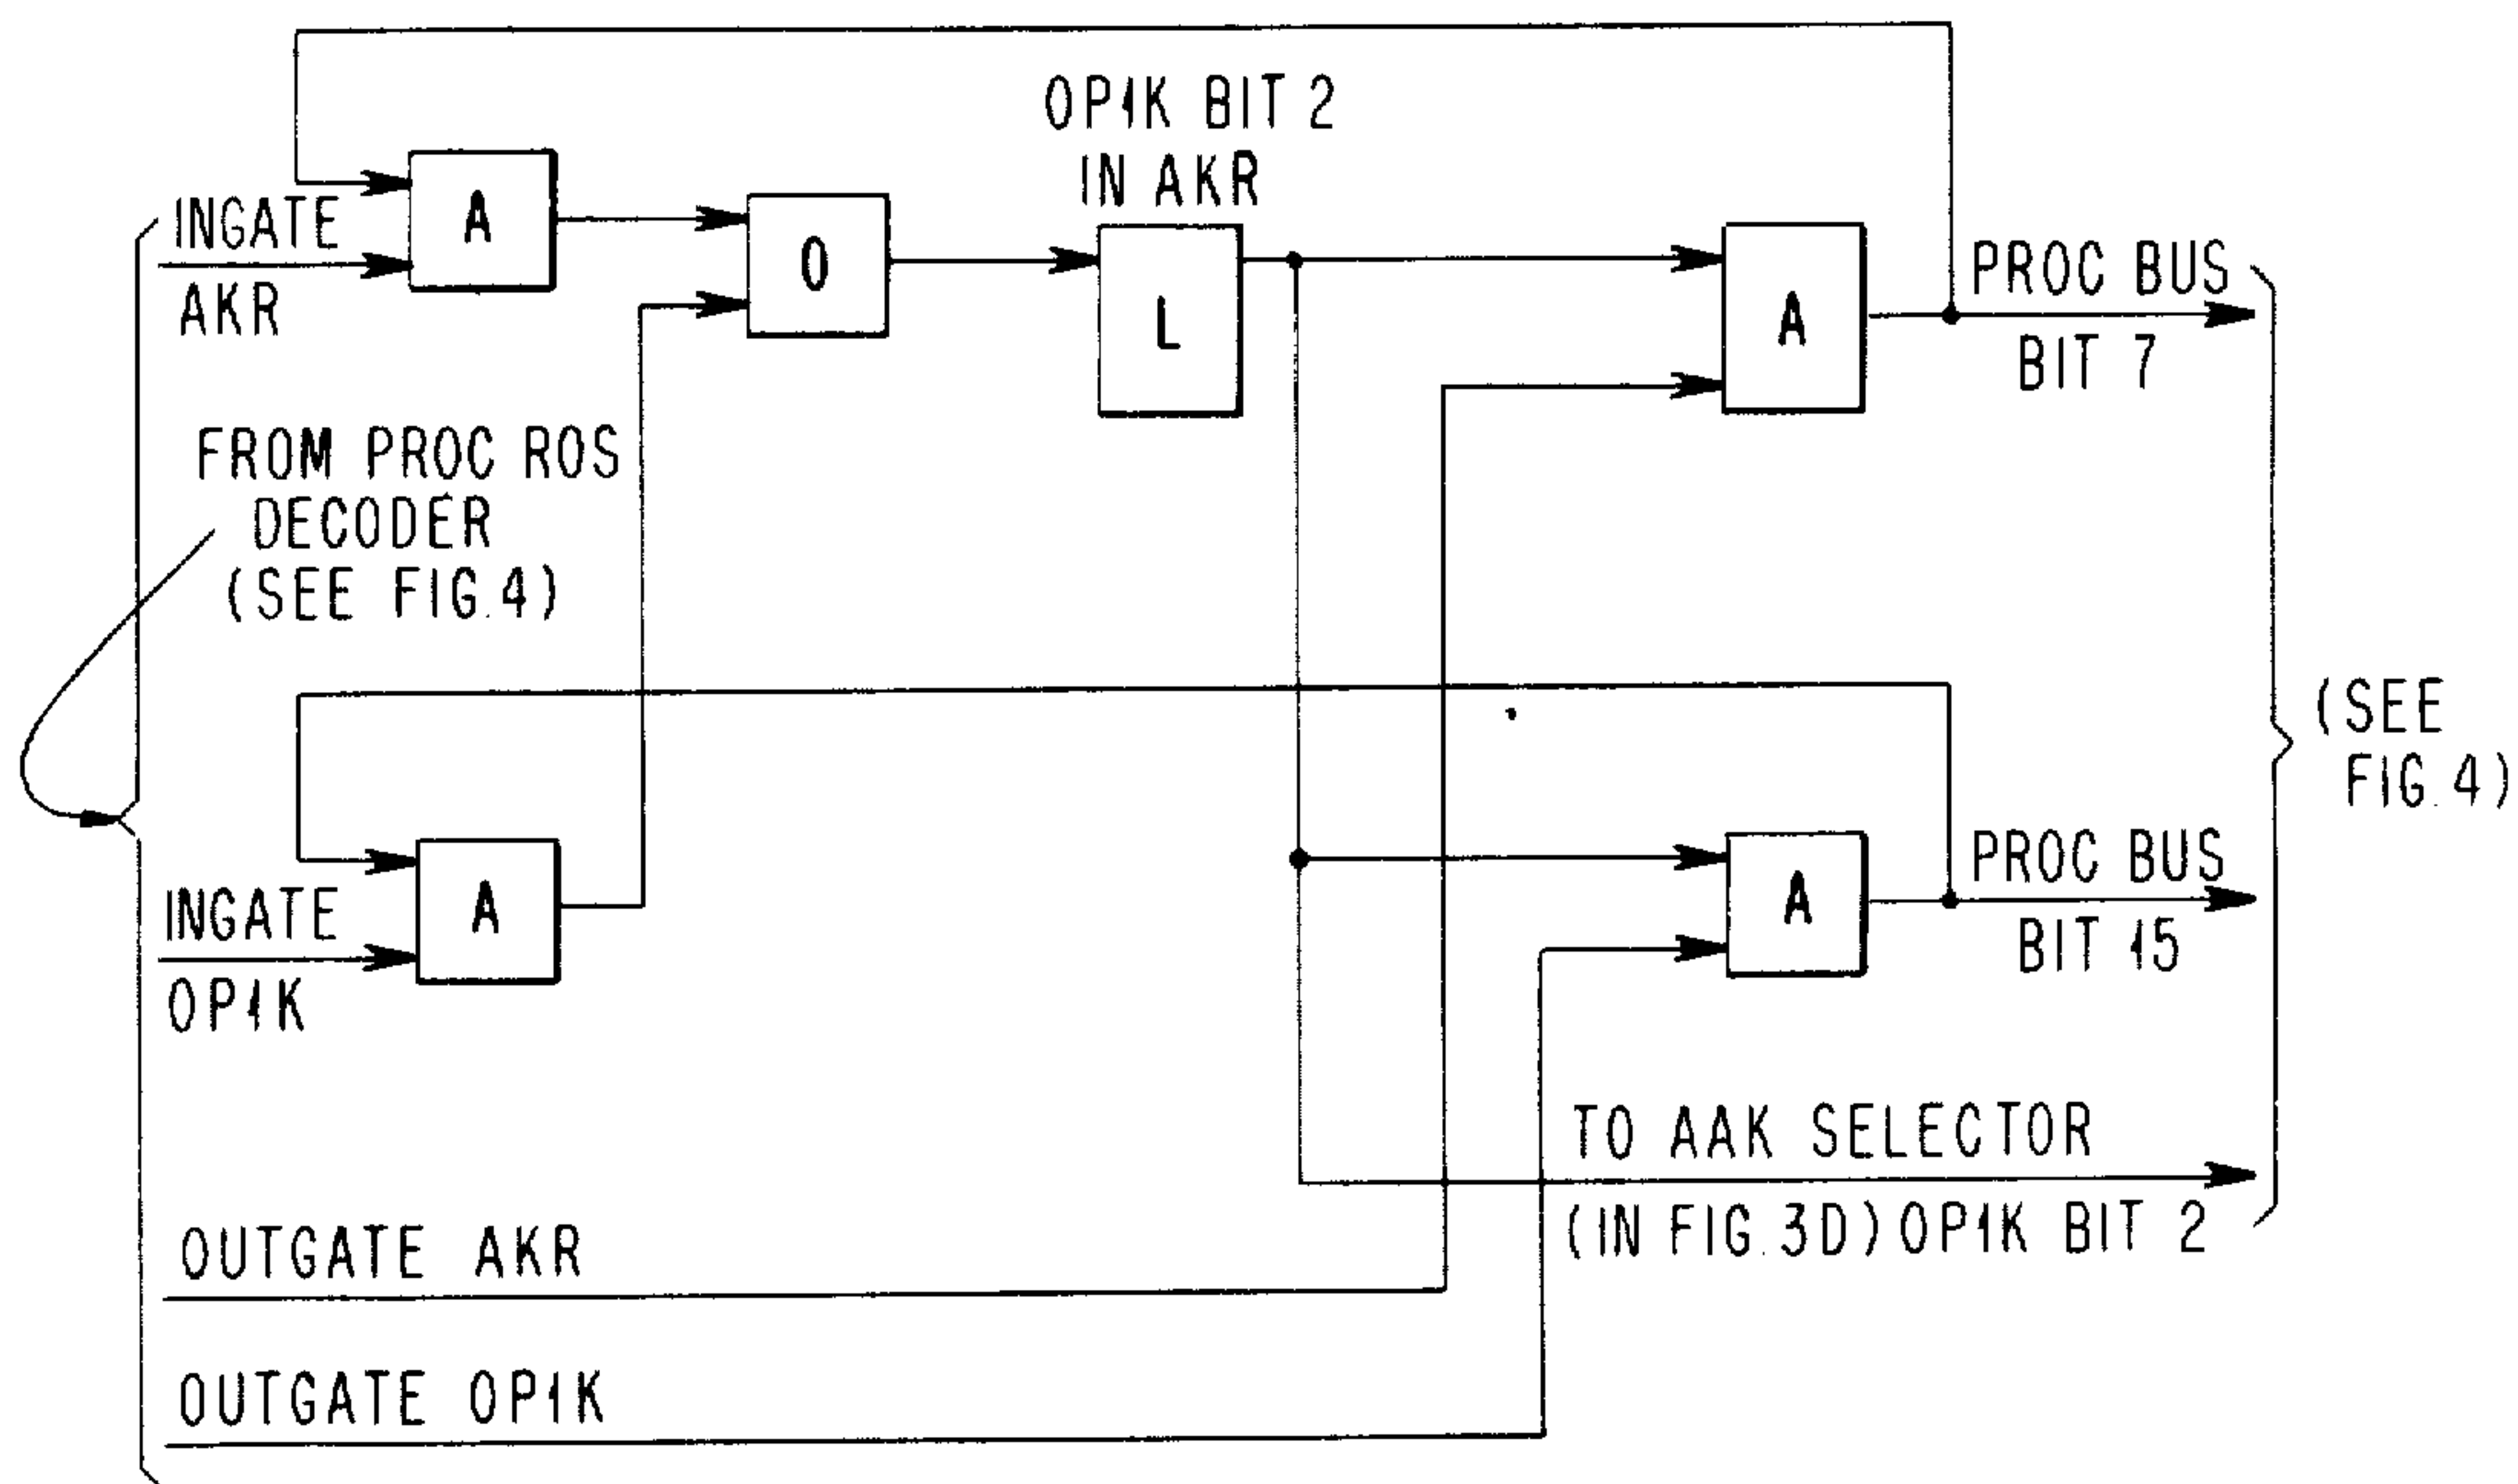 OP1K BIT 2
IN AKR
INGATE
AKR
A
O
L
A
PROC BUS
BIT 7
FROM PROC ROS
DECODER
(SEE FIG. 4)
(SEE
FIG. 4)
INGATE
OP1K
A
A
PROC BUS
BIT 15
TO AAK SELECTOR
(IN FIG. 3D) OP1K BIT 2
OUTGATE AKR
OUTGATE OP1K